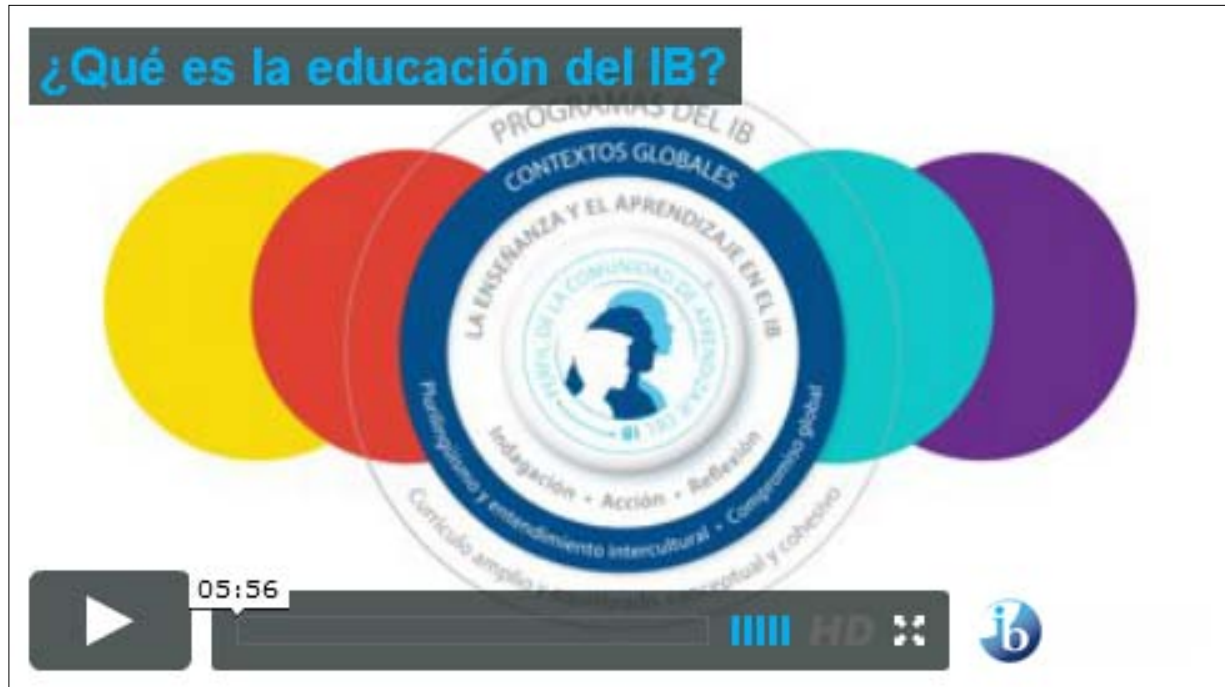 ¿Qué es la educación del IB?
PROGRAMAS DEL IB
CONTEXTOS GLOBALES
LA ENSEÑANZA Y EL APRENDIZAJE EN EL IB
PERFIL DE LA COMUNIDAD DE APRENDIZAJE DEL IB
Indagación • Acción • Reflexión
Plurilingüismo y entendimiento intercultural • Compromiso global
Currículo amplio y conceptual y cohesivo
05:56
HD
ib